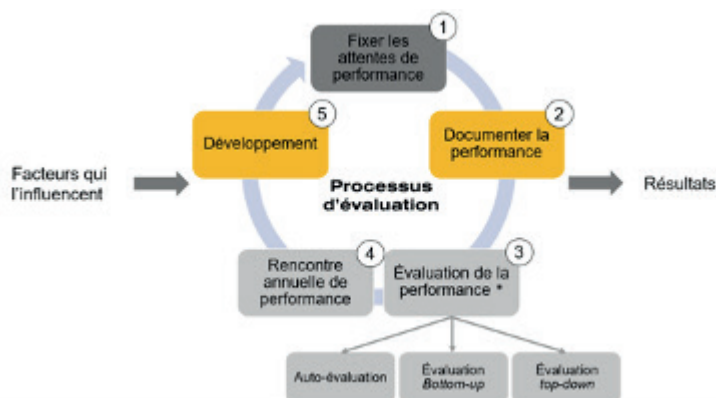 1
Fixer les
attentes de
performance
5
Développement
2
Documenter la
performance
Facteurs qui
l'influencent
Processus
d'évaluation
Résultats
4
Rencontre
annuelle de
performance
3
Évaluation de la
performance *
Auto-évaluation
Évaluation
Bottom-up
Évaluation
top-down